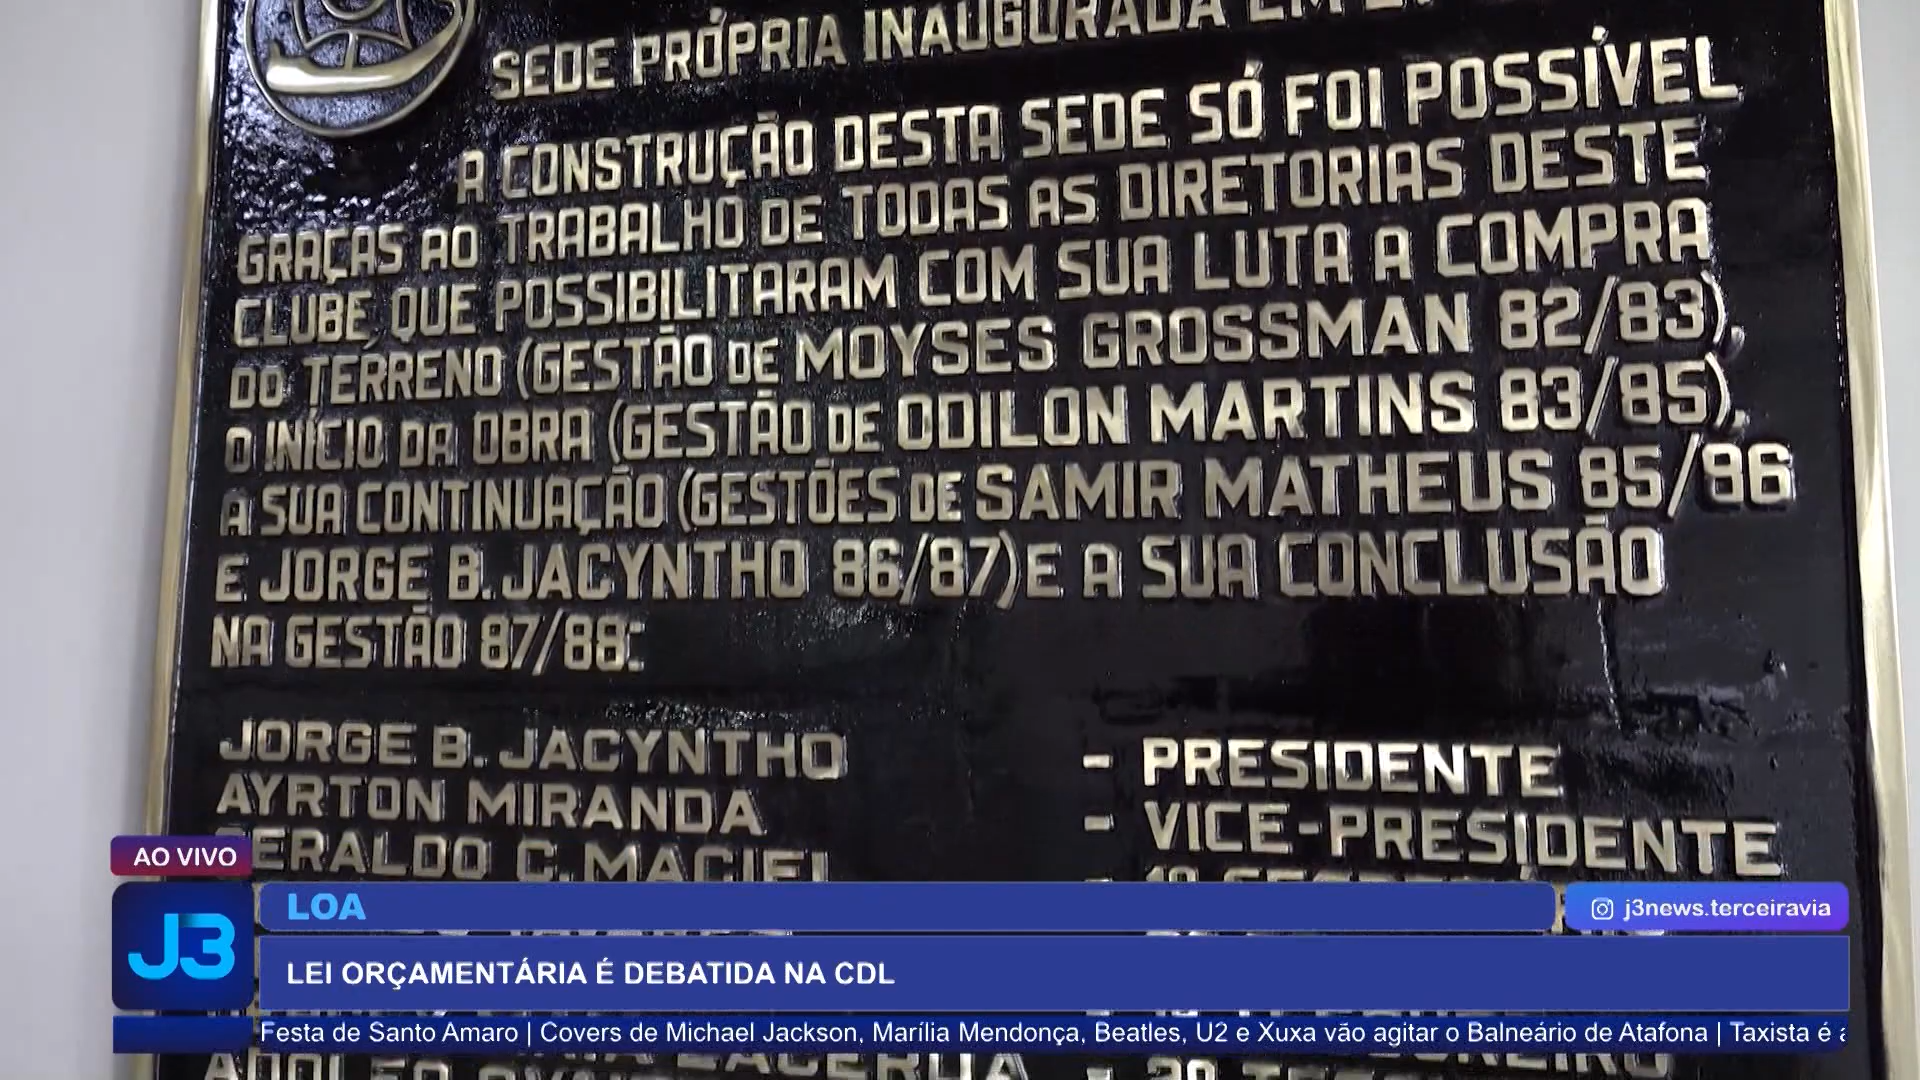 SEDE PRÓPRIA INAUGURADA EM
A CONSTRUÇÃO DESTA SEDE SÓ FOI POSSÍVEL
GRAÇAS AO TRABALHO DE TODAS AS DIRETORIAS DESTE
CLUBE, QUE POSSIBILITARAM COM SUA LUTA A COMPRA
DO TERRENO (GESTÃO DE MOYSES GROSSMAN 82/83),
O INÍCIO DA OBRA (GESTÃO DE ODILON MARTINS 83/85),
A SUA CONTINUAÇÃO (GESTÕES DE SAMIR MATHEUS 85/86
E JORGE B. JACYNTHO 86/87) E A SUA CONCLUSÃO
NA GESTÃO 87/88:
JORGE B. JACYNTHO - PRESIDENTE
AYRTON MIRANDA - VICE-PRESIDENTE
GERALDO C. MACIEL
AO VIVO
J3
LOA
j3news.terceiravia
LEI ORÇAMENTÁRIA É DEBATIDA NA CDL
Festa de Santo Amaro | Covers de Michael Jackson, Marília Mendonça, Beatles, U2 e Xuxa vão agitar o Balneário de Atafona | Taxista é a